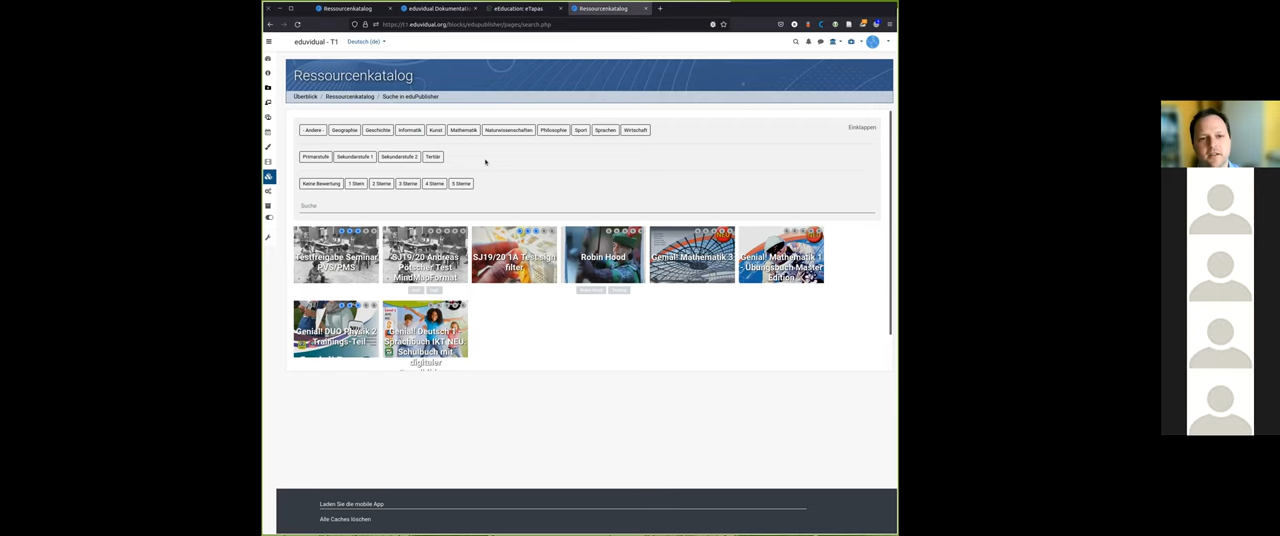 Ressourcenkatalog
eduvidual Dokumentati
eEducation: eTapas
Ressourcenkatalog
https://t1.eduvidual.org/blocks/edupublisher/pages/search.php
eduvidual - T1
Deutsch (de)
Ressourcenkatalog
Überblick / Ressourcenkatalog / Suche in eduPublisher
- Andere - Geographie Geschichte Informatik Kunst Mathematik Naturwissenschaften Philosophie Sport Sprachen Wirtschaft
Einklappen
Primarstufe Sekundarstufe 1 Sekundarstufe 2 Tertiär
Keine Bewertung 1 Stern 2 Sterne 3 Sterne 4 Sterne 5 Sterne
Suche
Testfreigabe Seminar
PVS/PMS
SJ19/20 Andreas
Pötscher Test
MindMapFormat
SJ19/20 1A Test sign
filter
Robin Hood
Genial! Mathematik 3
NEU
Genial! Mathematik 1
- Übungsbuch Master
Edition
NEU
Genial! DUO Physik 2
- Trainings-Teil
Genial! Deutsch 1 -
Sprachbuch IKT NEU:
Schulbuch mit
digitaler
Laden Sie die mobile App
Alle Caches löschen